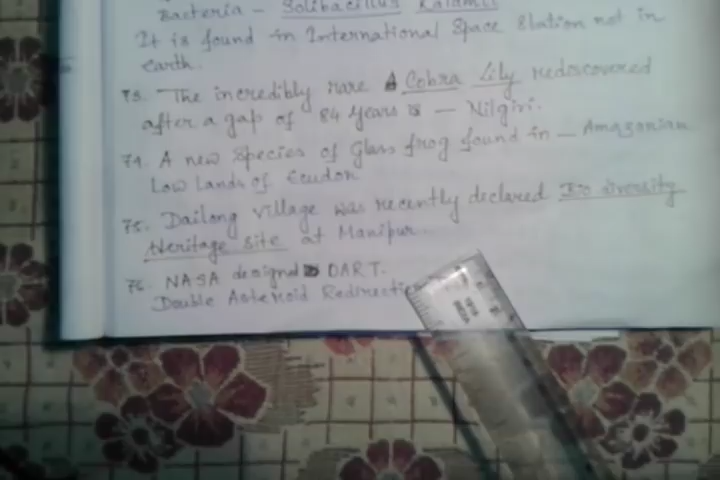 Bacteria - Solibacillus Kalamii
It is found in International Space Station not in
earth.
73. The incredibly rare Cobra Lily rediscovered
after a gap of 84 years is — Nilgiri.
74. A new species of Glass frog found in — Amazonian
Low lands of Ecudon
75. Dailong village was recently declared Bio diversity
Heritage site at Manipur.
76. NASA designed DART.
Double Asteroid Redirecti